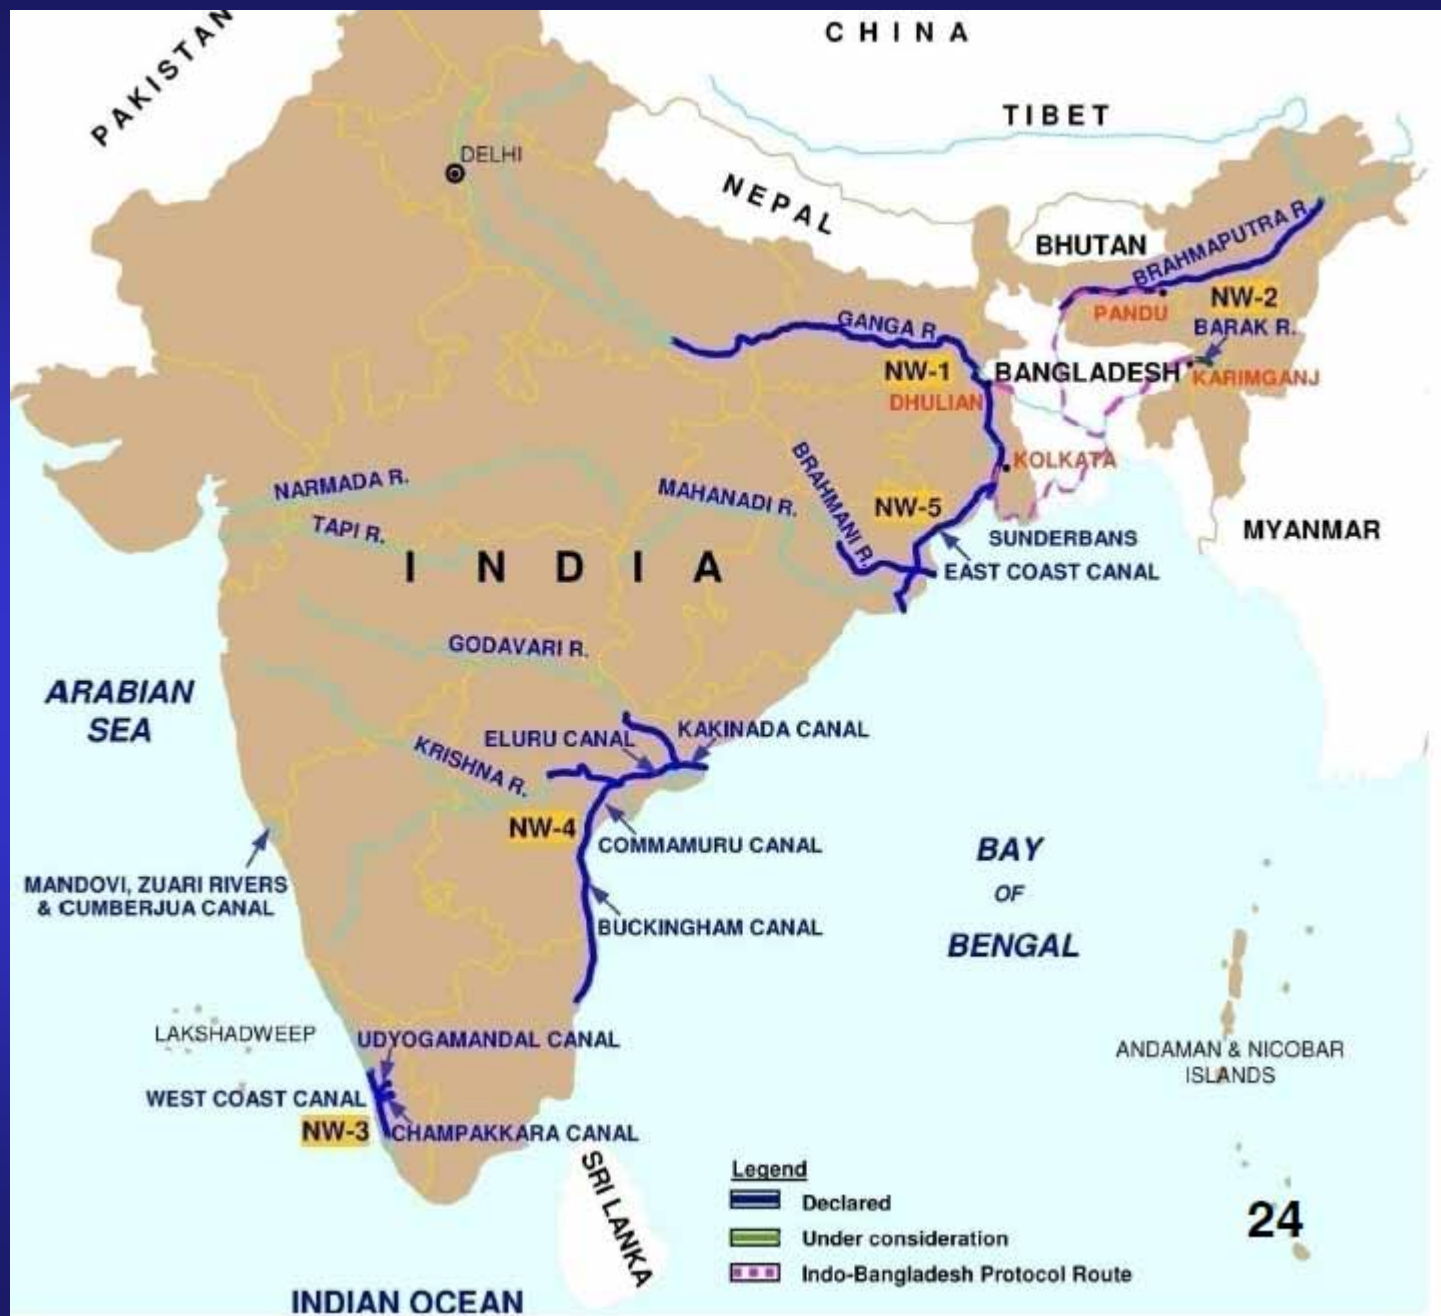 CHINA
PAKISTAN
TIBET
DELHI
NEPAL
BHUTAN
BRAHMAPUTRA R.
NW-2
PANDU
BARAK R.
GANGA R.
NW-1
BANGLADESH
KARIMGANJ
DHULIAN
KOLKATA
BRAHMANI R.
NARMADA R.
MAHANADI R.
NW-5
TAPI R.
SUNDERBANS
MYANMAR
INDIA
EAST COAST CANAL
GODAVARI R.
ARABIAN
SEA
ELURU CANAL
KAKINADA CANAL
KRISHNA R.
NW-4
COMMAMURU CANAL
BAY
OF
BENGAL
MANDOVI, ZUARI RIVERS
& CUMBERJUA CANAL
BUCKINGHAM CANAL
LAKSHADWEEP
UDYOGAMANDAL CANAL
ANDAMAN & NICOBAR
ISLANDS
WEST COAST CANAL
NW-3
CHAMPAKKARA CANAL
SRI LANKA
Legend
Declared
Under consideration
Indo-Bangladesh Protocol Route
24
INDIAN OCEAN